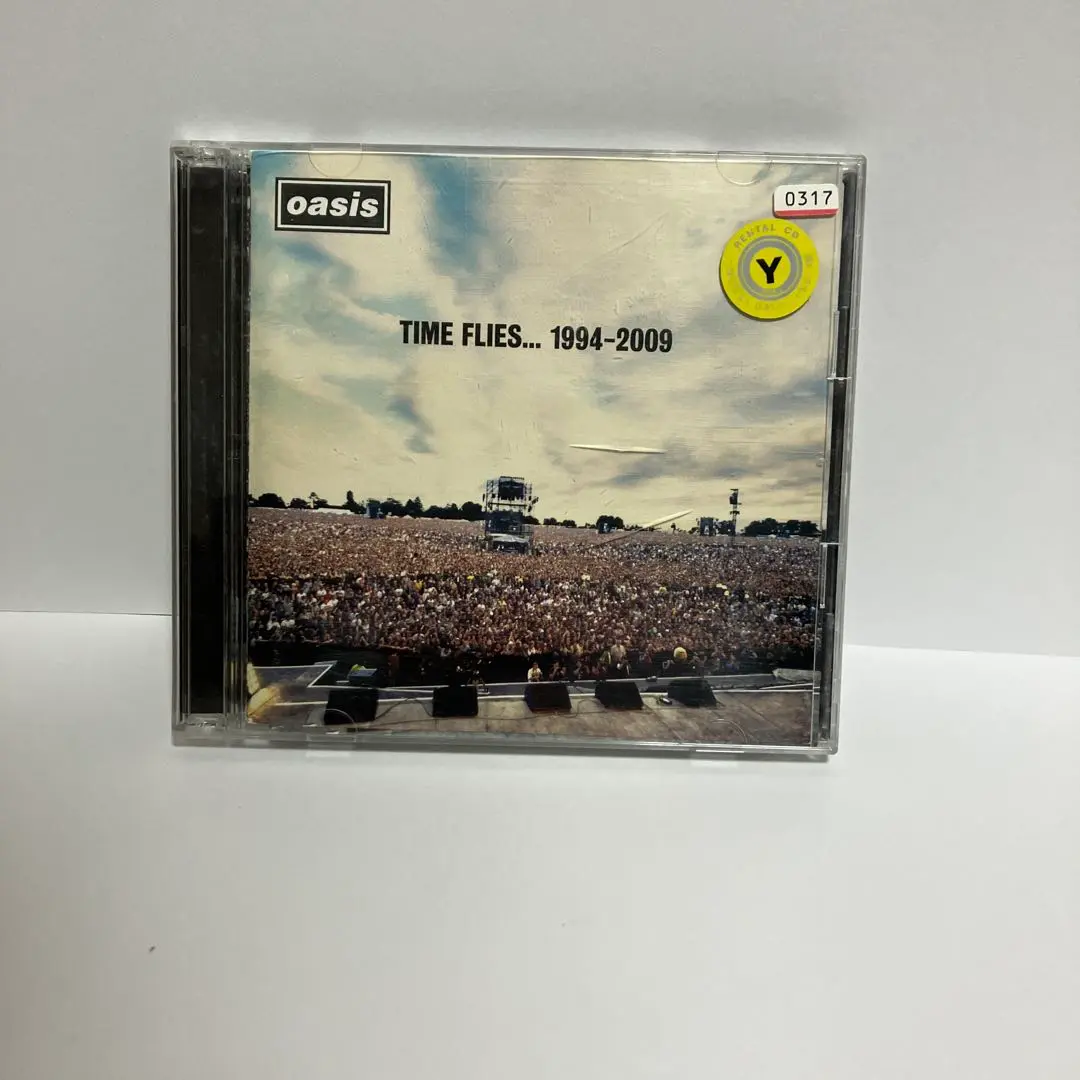 oasis
0317
RENTAL CD
Y
TIME FLIES... 1994-2009